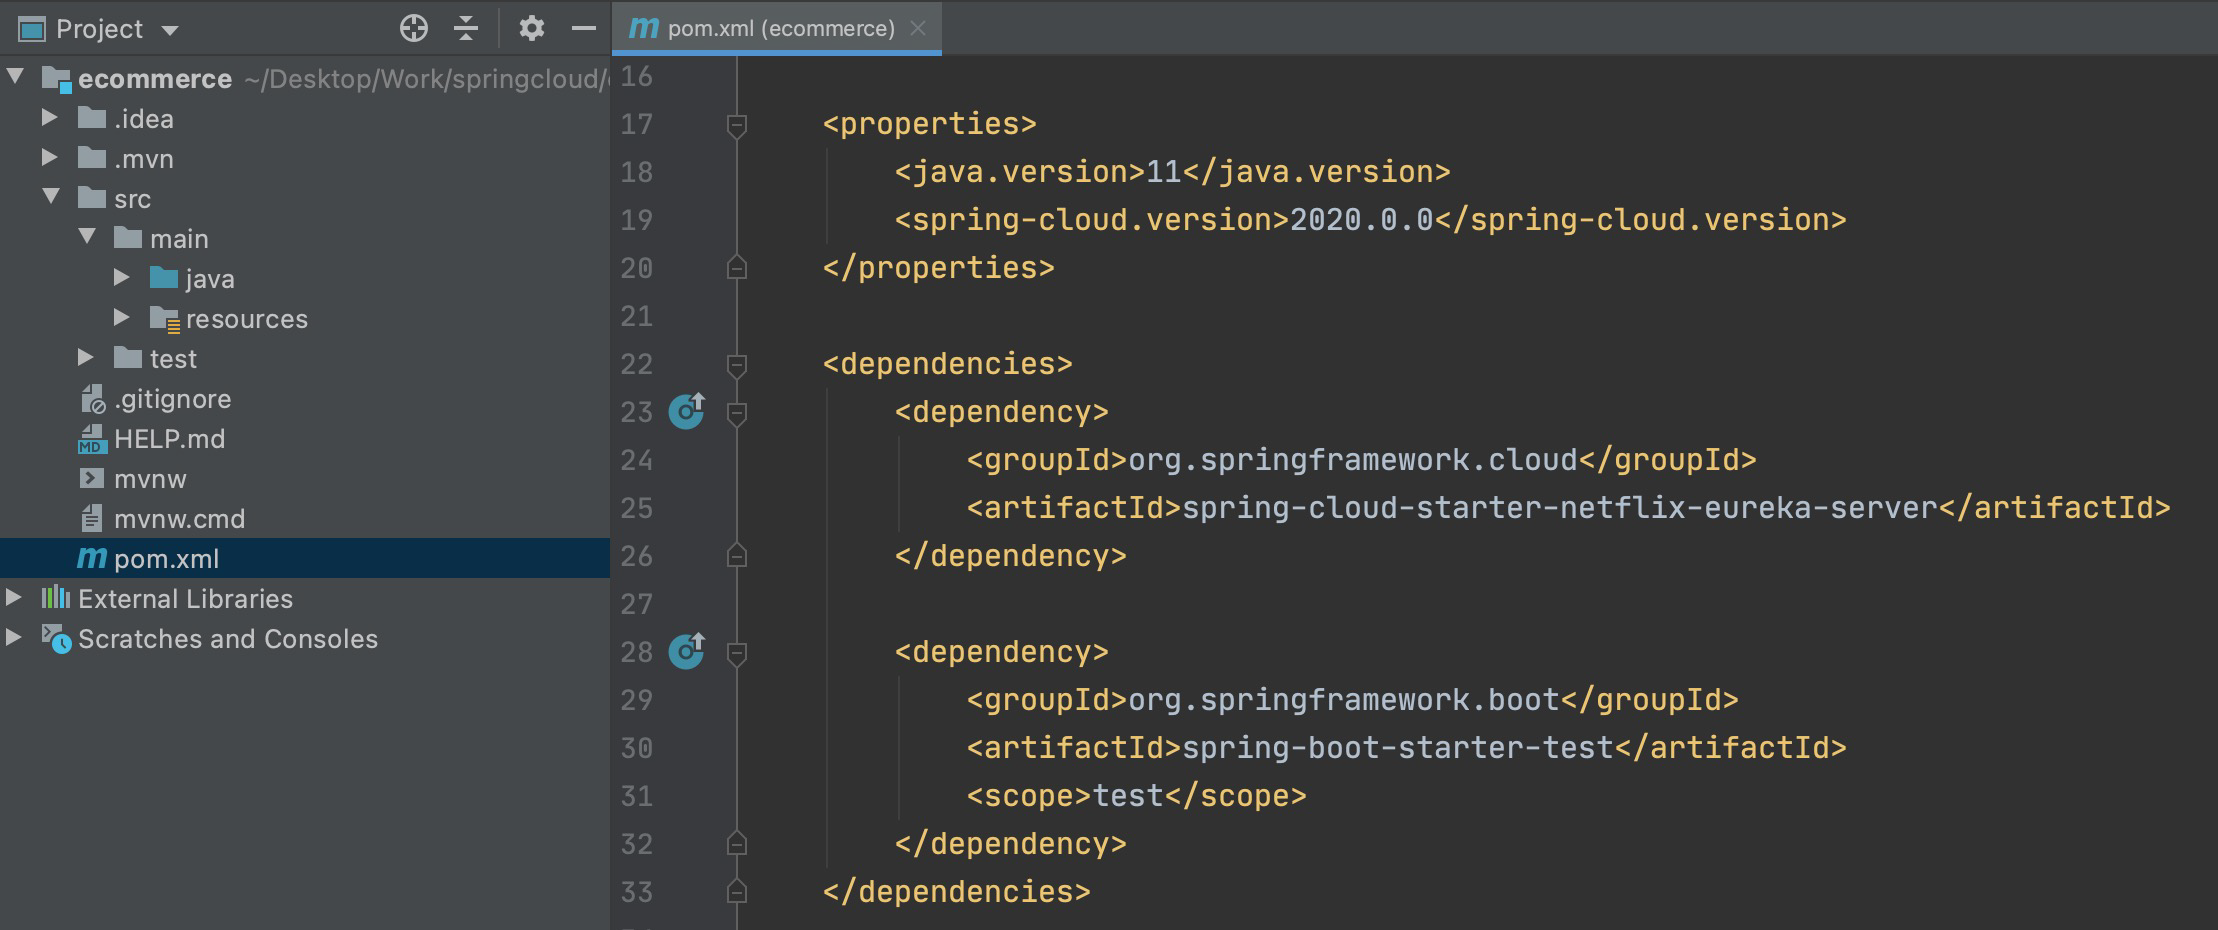 Project
ecommerce ~/Desktop/Work/springcloud/
.idea
.mvn
src
main
java
resources
test
.gitignore
HELP.md
MD
mvnw
mvnw.cmd
m pom.xml
External Libraries
Scratches and Consoles
m pom.xml (ecommerce)
16
17 <properties>
18 <java.version>11</java.version>
19 <spring-cloud.version>2020.0.0</spring-cloud.version>
20 </properties>
21
22 <dependencies>
23 <dependency>
24 <groupId>org.springframework.cloud</groupId>
25 <artifactId>spring-cloud-starter-netflix-eureka-server</artifactId>
26 </dependency>
27
28 <dependency>
29 <groupId>org.springframework.boot</groupId>
30 <artifactId>spring-boot-starter-test</artifactId>
31 <scope>test</scope>
32 </dependency>
33 </dependencies>